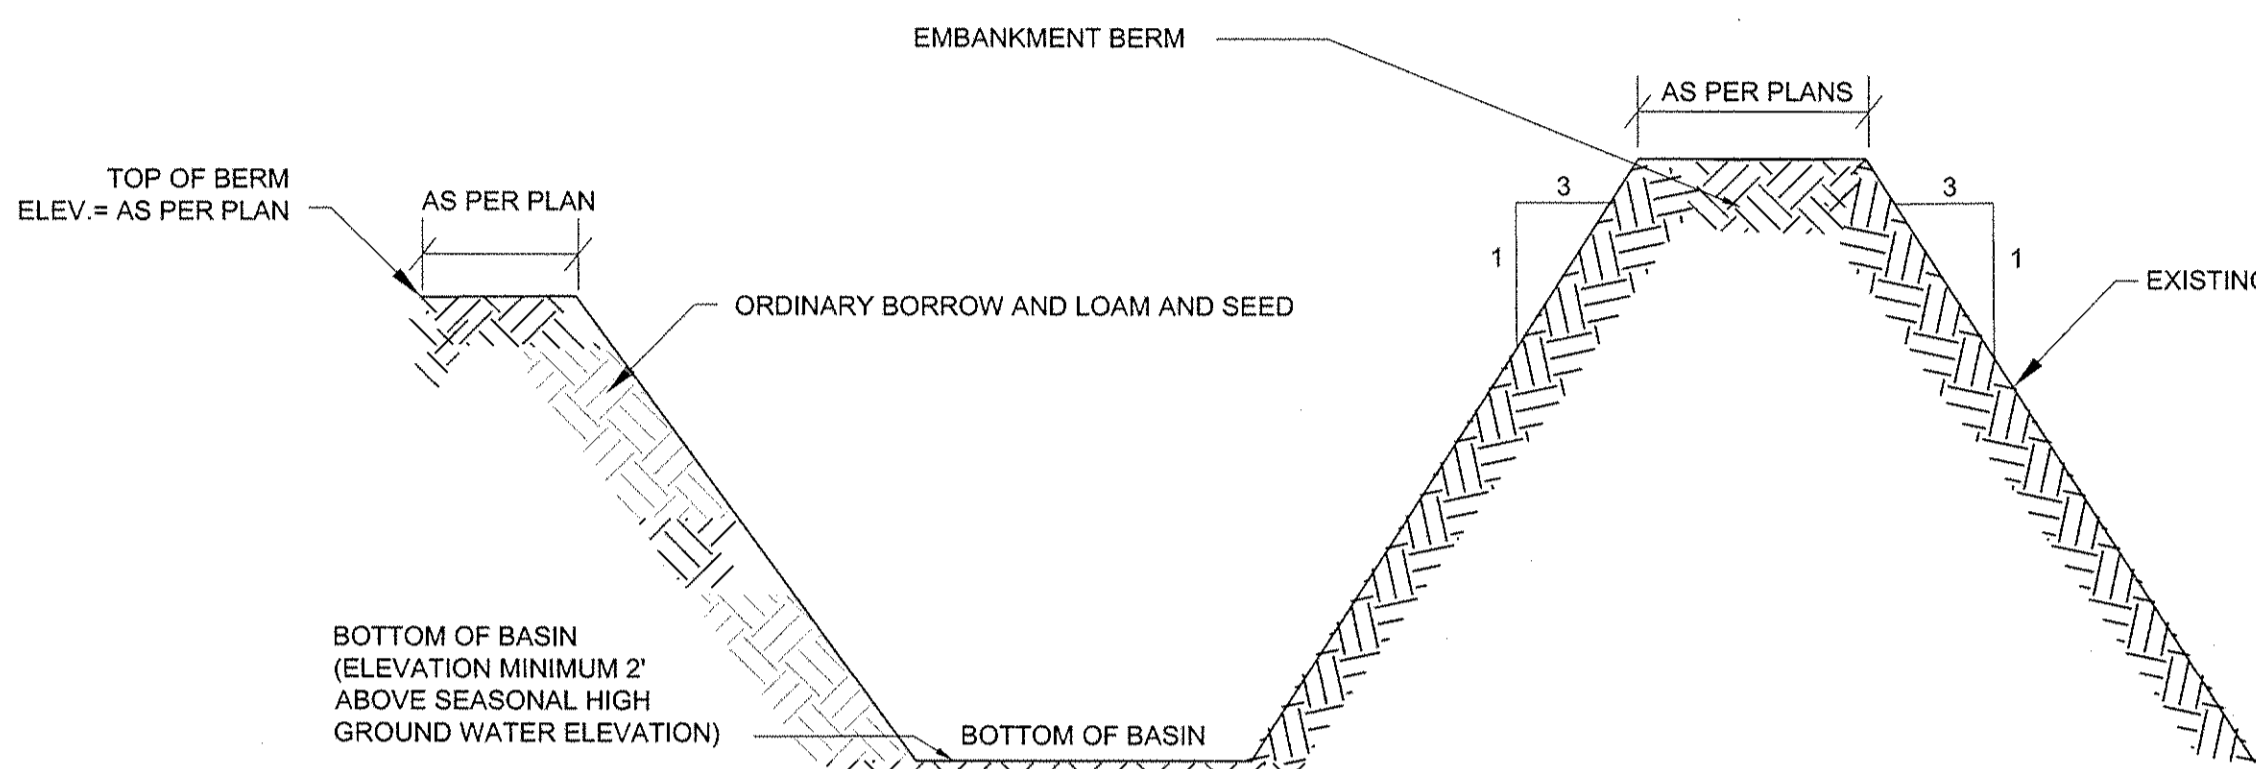 EMBANKMENT BERM
AS PER PLANS
TOP OF BERM
ELEV.= AS PER PLAN
AS PER PLAN
3
3
1
1
EXISTING
ORDINARY BORROW AND LOAM AND SEED
BOTTOM OF BASIN
(ELEVATION MINIMUM 2'
ABOVE SEASONAL HIGH
GROUND WATER ELEVATION)
BOTTOM OF BASIN